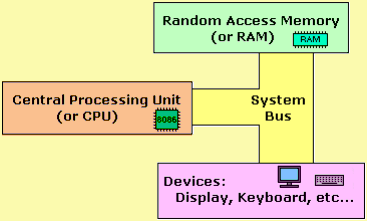 Random Access Memory
(or RAM)
RAM
Central Processing Unit
(or CPU)
8086
System
Bus
Devices:
Display, Keyboard, etc...